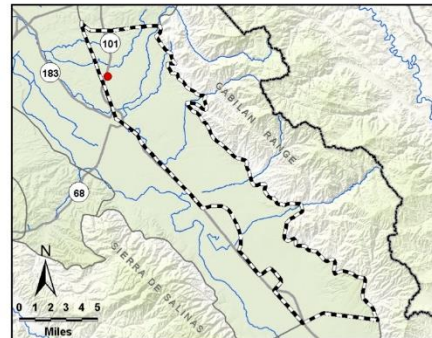 101
183
GABILAN RANGE
68
SIERRA DE SALINAS
N
0 1 2 3 4 5
Miles